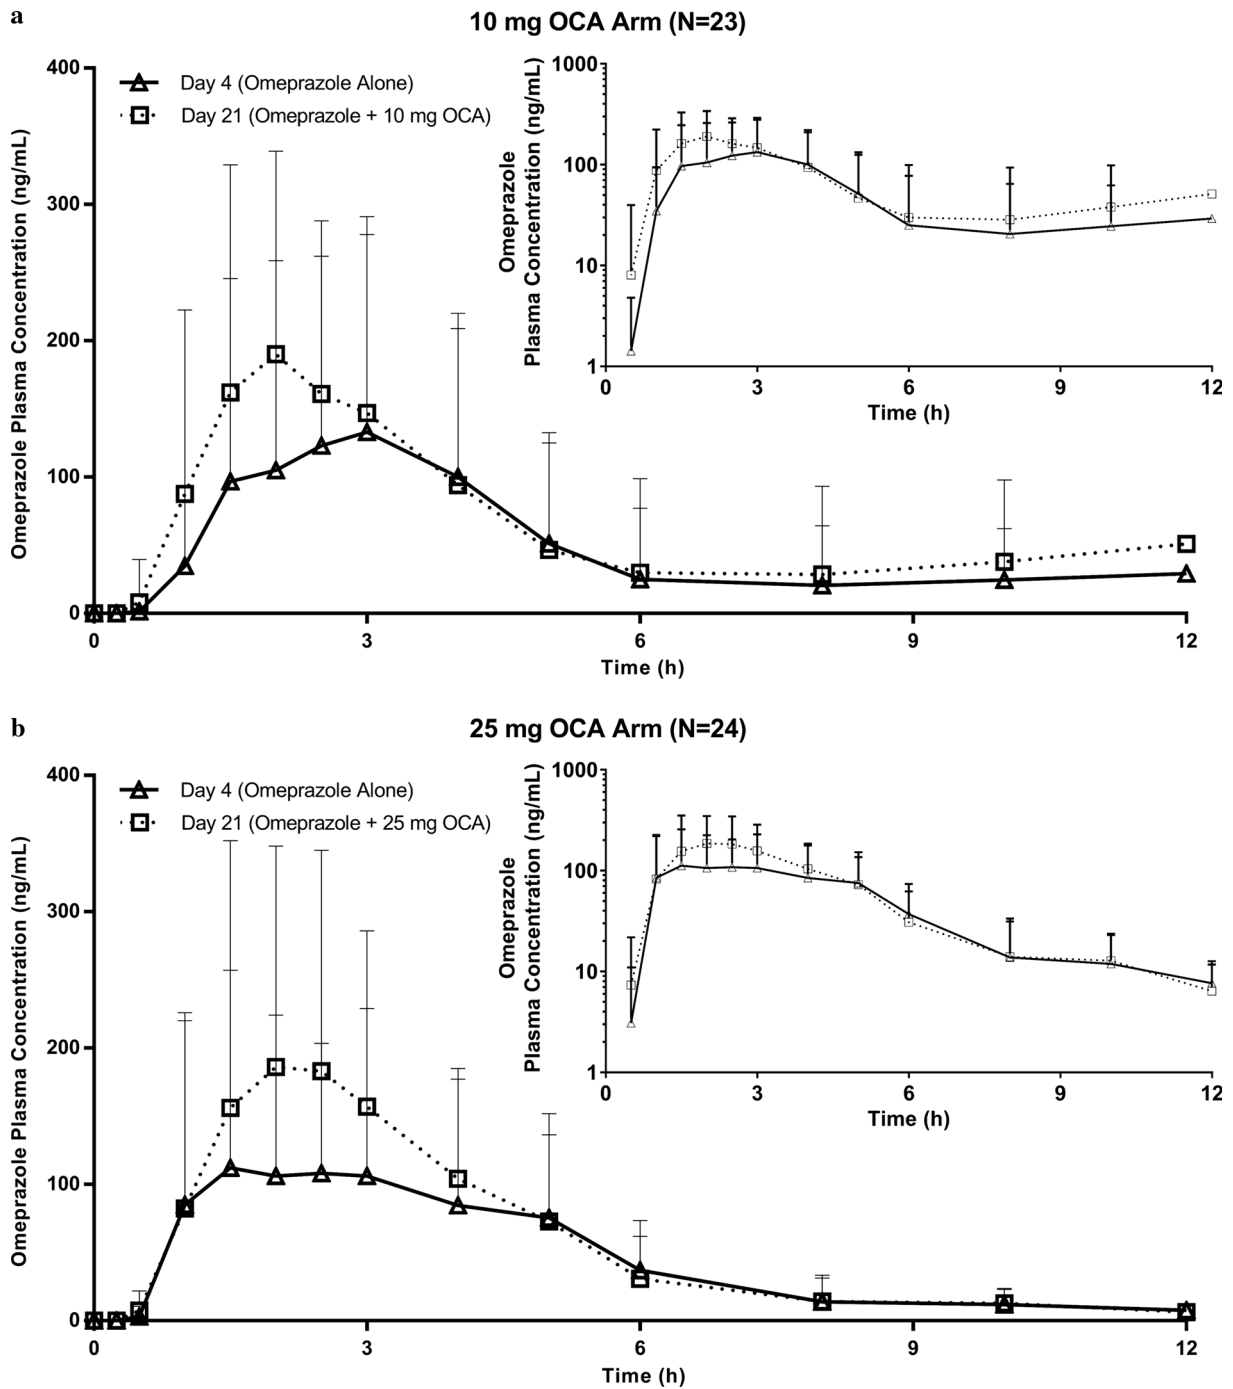 a
10 mg OCA Arm (N=23)
Day 4 (Omeprazole Alone)
Day 21 (Omeprazole + 10 mg OCA)
Omeprazole Plasma Concentration (ng/mL)
400
300
200
100
0
0 3 6 9 12
Time (h)
Omeprazole
Plasma Concentration (ng/mL)
1000
100
10
1
0 3 6 9 12
Time (h)
b
25 mg OCA Arm (N=24)
Day 4 (Omeprazole Alone)
Day 21 (Omeprazole + 25 mg OCA)
Omeprazole Plasma Concentration (ng/mL)
400
300
200
100
0
0 3 6 9 12
Time (h)
Omeprazole
Plasma Concentration (ng/mL)
1000
100
10
1
0 3 6 9 12
Time (h)